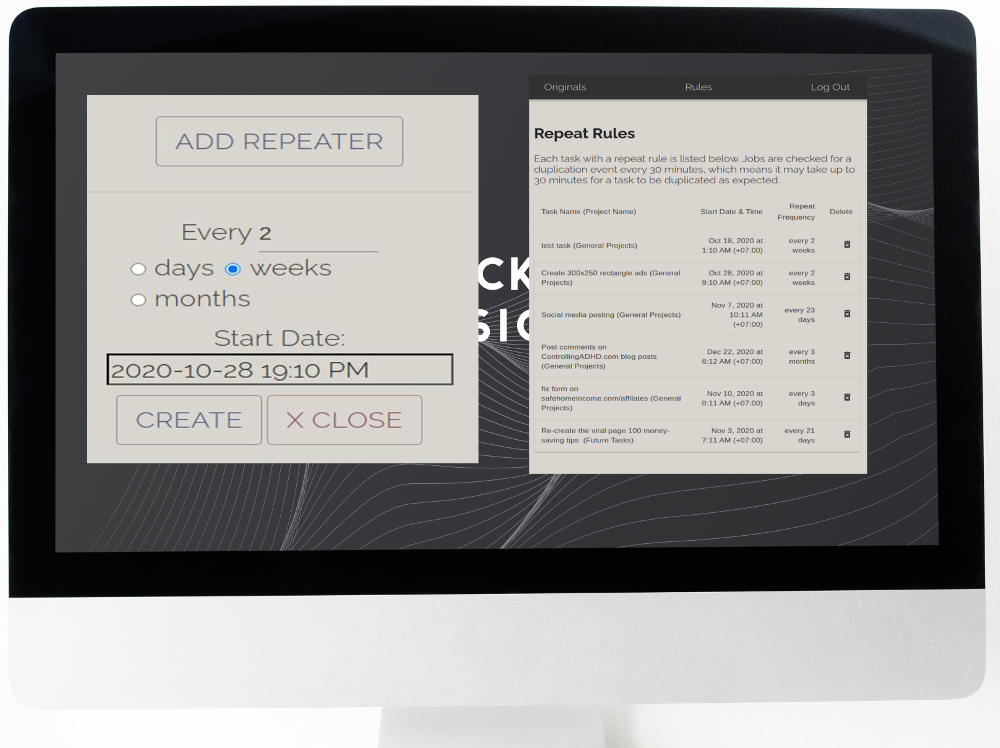 ADD REPEATER
Every 2
days weeks
months
Start Date:
2020-10-28 19:10 PM
CREATE X CLOSE
CK
SIG
Originals Rules Log Out
Repeat Rules
Each task with a repeat rule is listed below. Jobs are checked for a
duplication event every 30 minutes, which means it may take up to
30 minutes for a task to be duplicated as expected.
Task Name (Project Name) Start Date & Time Repeat
Frequency Delete
test task (General Projects) Oct 18, 2020 at
1:10 AM (+07:00) every 2
weeks
Create 300x250 rectangle ads (General
Projects) Oct 28, 2020 at
9:10 AM (+07:00) every 2
weeks
Social media posting (General Projects) Nov 7, 2020 at
10:11 AM
(+07:00) every 23
days
Post comments on
ControllingADHD.com blog posts
(General Projects) Dec 22, 2020 at
6:12 AM (+07:00) every 3
months
fix form on
safehomeincome.com/affilates (General
Projects) Nov 10, 2020 at
0:11 AM (+07:00) every 3
days
Re-create the viral page 100 money-
saving tips (Future Tasks) Nov 3, 2020 at
7:11 AM (+07:00) every 21
days